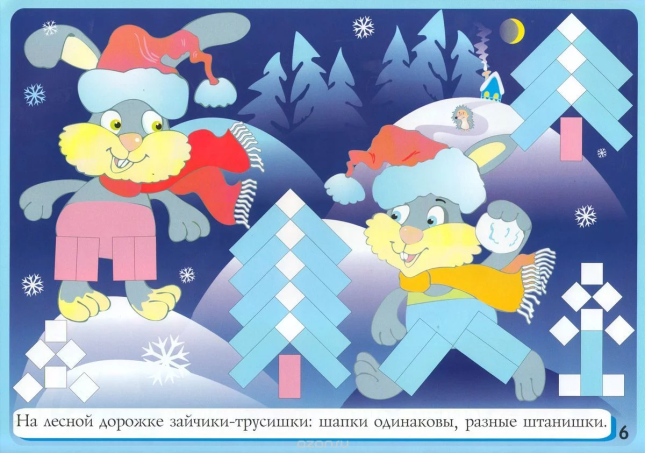 На лесной дорожке зайчики-трусишки: шапки одинаковы, разные штанишки.
6